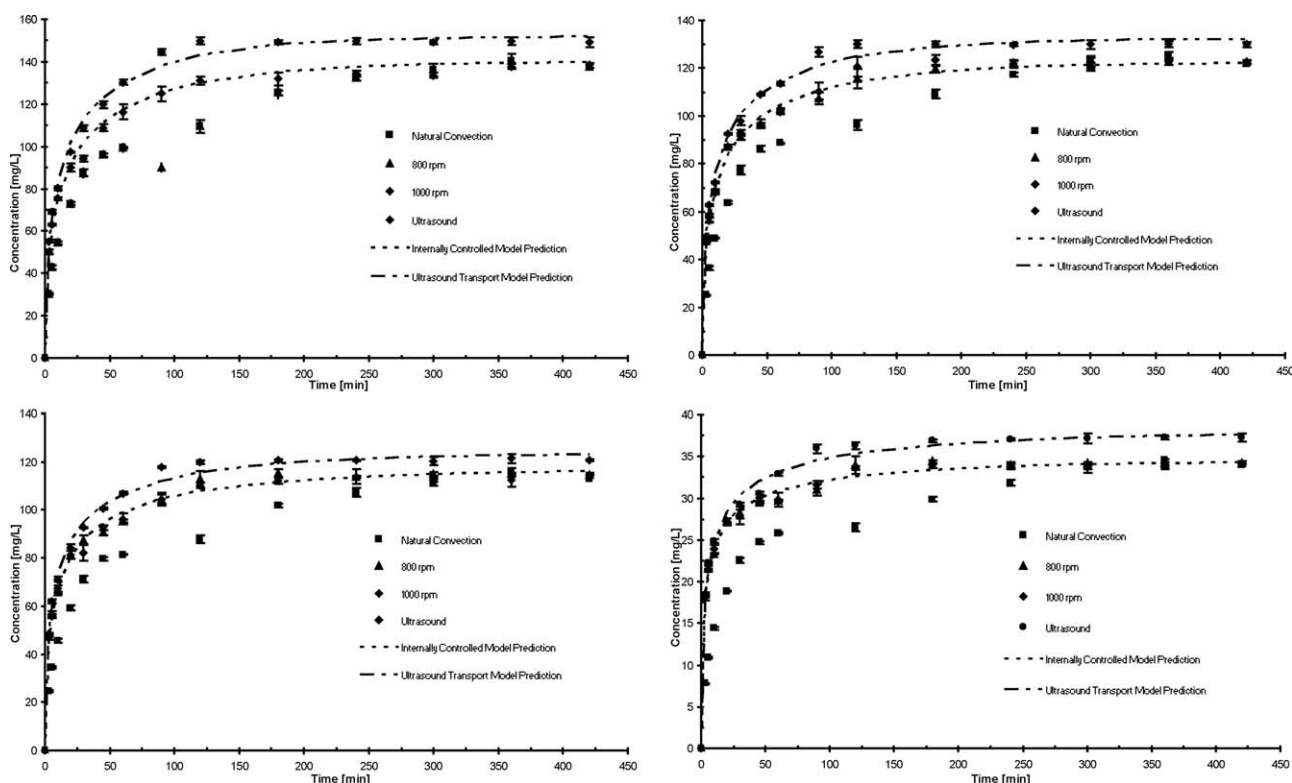 160
140
120
100
80
60
40
20
0
Concentration [mg/L]
Natural Convection
800 rpm
1000 rpm
Ultrasound
Internally Controlled Model Prediction
Ultrasound Transport Model Prediction
0 50 100 150 200 250 300 350 400 450
Time [min]
140
120
100
80
60
40
20
0
Concentration [mg/L]
Natural Convection
800 rpm
1000 rpm
Ultrasound
Internally Controlled Model Prediction
Ultrasound Transport Model Prediction
0 50 100 150 200 250 300 350 400 450
Time [min]
140
120
100
80
60
40
20
0
Concentration [mg/L]
Natural Convection
800 rpm
1000 rpm
Ultrasound
Internally Controlled Model Prediction
Ultrasound Transport Model Prediction
0 50 100 150 200 250 300 350 400 450
Time [min]
40
35
30
25
20
15
10
5
0
Concentration [mg/L]
Natural Convection
800 rpm
1000 rpm
Ultrasound
Internally Controlled Model Prediction
Ultrasound Transport Model Prediction
0 50 100 150 200 250 300 350 400 450
Time [min]